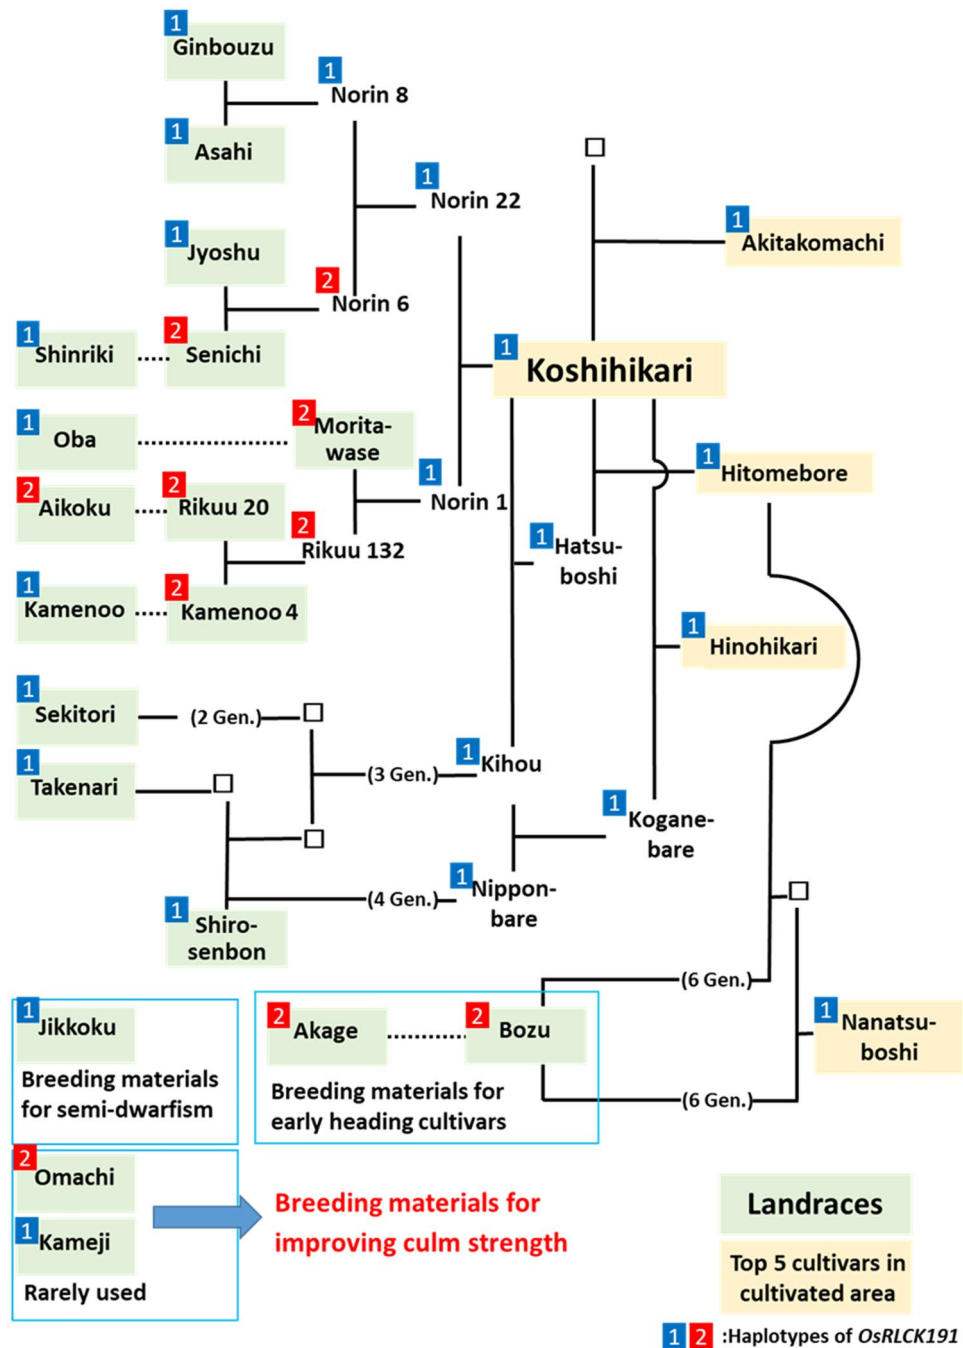 1
Ginbouzu
1
Norin 8
1
Asahi
1
Norin 22
1
Akitakomachi
1
Jyoshu
2
Norin 6
1
Shinriki
2
Senichi
1
Koshihikari
1
Oba
2
Morita-
wase
1
Hitomebore
2
Aikoku
2
Rikuu 20
1
Norin 1
2
Rikuu 132
1
Hatsu-
boshi
1
Kamenoo
2
Kamenoo 4
1
Hinohikari
1
Sekitori
(2 Gen.)
1
Takenari
(3 Gen.)
1
Kihou
1
Kogane-
bare
1
Shiro-
senbon
(4 Gen.)
1
Nippon-
bare
(6 Gen.)
1
Nanatsu-
boshi
(6 Gen.)
1
Jikkoku
Breeding materials
for semi-dwarfism
2
Akage
2
Bozu
Breeding materials for
early heading cultivars
2
Omachi
1
Kameji
Rarely used
Breeding materials for
improving culm strength
Landraces
Top 5 cultivars in
cultivated area
1 2 :Haplotypes of OsRLCK191